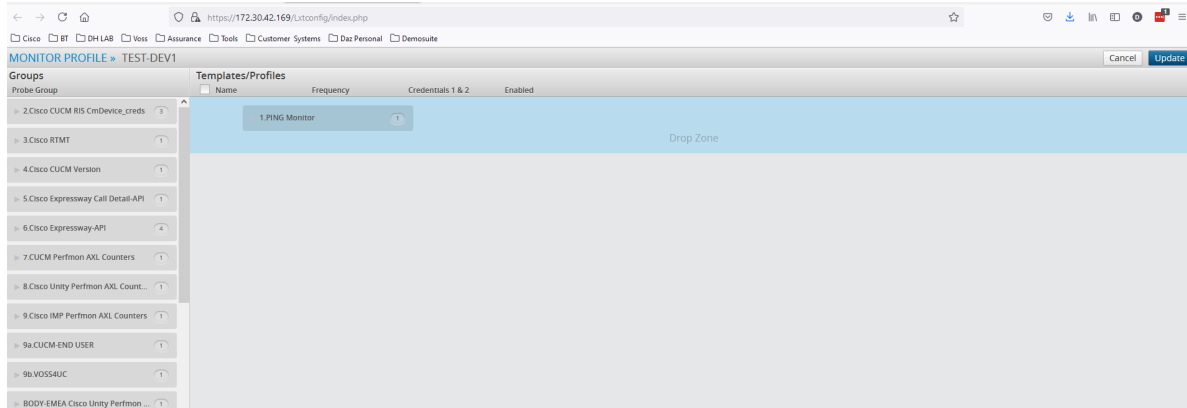 https://172.30.42.169/Lxtconfig/index.php
D 1
Cisco BT DH LAB Voss Assurance Tools Customer Systems Daz Personal Demosuite
MONITOR PROFILE » TEST-DEV1 Cancel Update
Groups Templates/Profiles
Probe Group Name Frequency Credentials 1 & 2 Enabled
2.Cisco CUCM RIS CmDevice_creds 3
1.PING Monitor 1
Drop Zone
3.Cisco RTMT 1
4.Cisco CUCM Version 1
5.Cisco Expressway Call Detail-API 1
6.Cisco Expressway-API 4
7.CUCM Perfmon AXL Counters 1
8.Cisco Unity Perfmon AXL Count... 1
9.Cisco IMP Perfmon AXL Counters 1
9a.CUCM-END USER 1
9b.VOSS4UC 1
BODY-EMEA Cisco Unity Perfmon ... 1